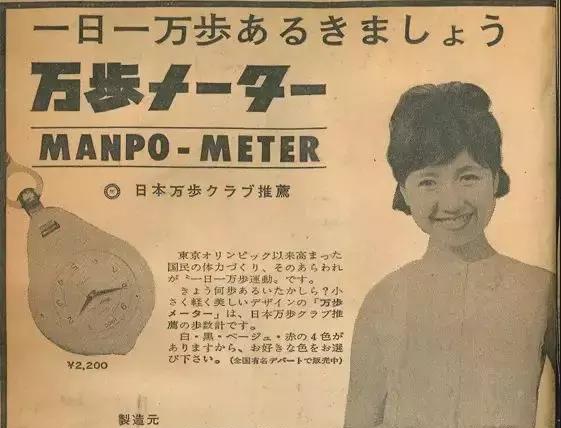 一日一万歩あるきましょう
万歩メーター
MANPO-METER
日本万歩クラブ推薦
東京オリンピック以来高まった
国民の体力づくり、そのあらわれ
が〝一日一万歩運動〟です。
きょう何歩あるいたかしら?小
さく軽く美しいデザインの「万歩
メーター」は、日本万歩クラブ推
薦の歩数計です。
白・黒・ベージュ・赤の4色が
ありますから、お好きな色をお選
び下さい。(全国有名デパートで販売中)
¥2,200
製造元